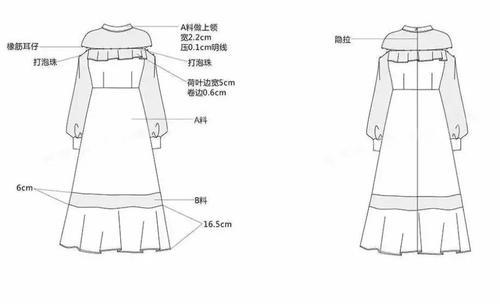 A料做上领
宽2.2cm
压0.1cm明线
橡筋耳仔
打泡珠
打泡珠
荷叶边宽5cm
卷边0.6cm
A料
6cm
B料
16.5cm
隐拉